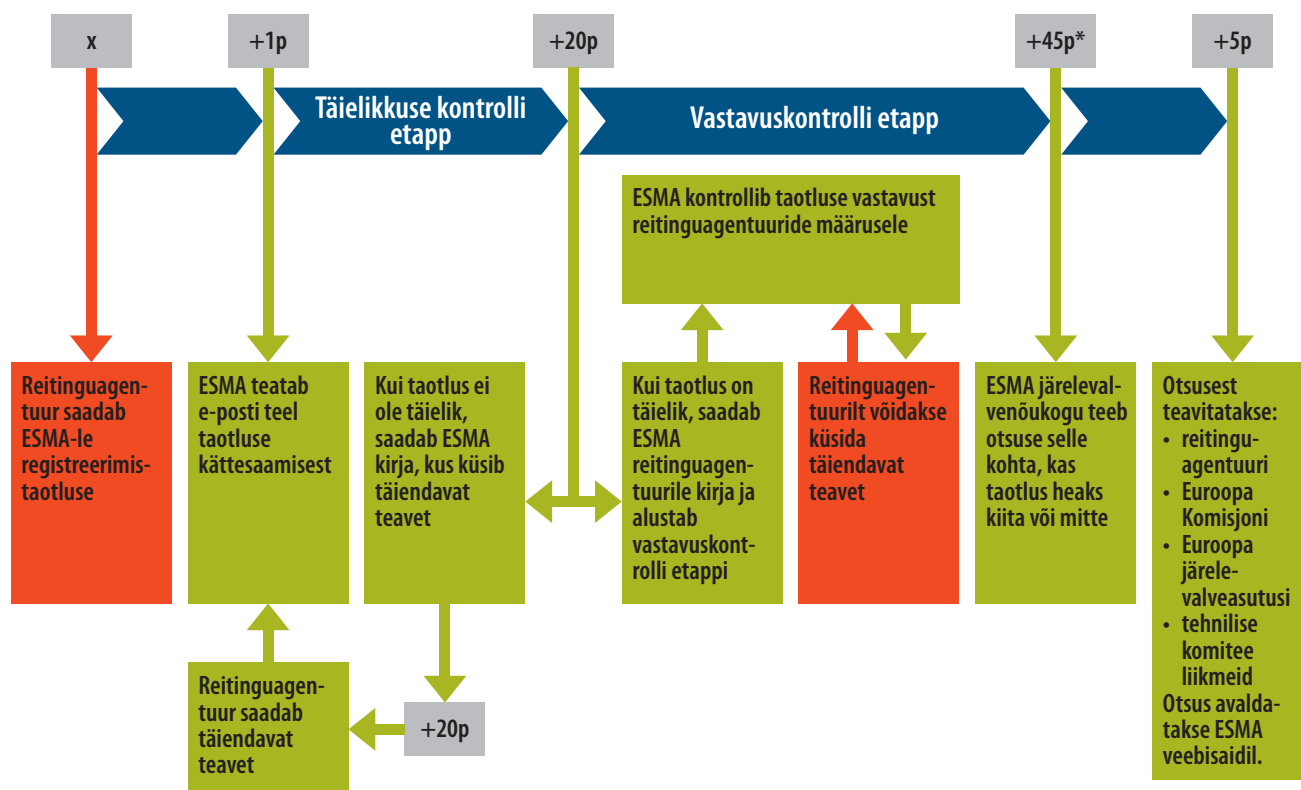 x
+1p
+20p
+45p*
+5p
Täielikkuse kontrolli
etapp
Vastavuskontrolli etapp
ESMA kontrollib taotluse vastavust
reitinguagentuuride määrusele
Reitinguagen-
tuur saadab
ESMA-le
registreerimis-
taotluse
ESMA teatab
e-posti teel
taotluse
kättesaamisest
Kui taotlus ei
ole täielik,
saadab ESMA
kirja, kus küsib
täiendavat
teavet
Kui taotlus on
täielik, saadab
ESMA
reitinguagen-
tuurile kirja ja
alustab
vastavuskont-
rolli etappi
Reitinguagen-
tuurilt võidakse
küsida
täiendavat
teavet
ESMA järeleval-
venõukogu teeb
otsuse selle
kohta, kas
taotlus heaks
kiita või mitte
Otsusest
teavitatakse:
• reitingu-
agentuuri
• Euroopa
Komisjoni
• Euroopa
järele-
valveasutusi
• tehnilise
komitee
liikmeid
Otsus avalda-
takse ESMA
veebisaidil.
Reitinguagen-
tuur saadab
täiendavat
teavet
+20p